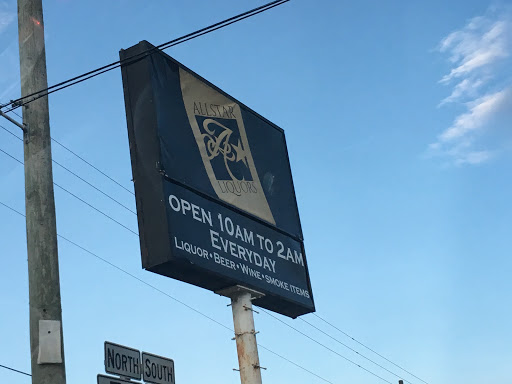 ALLSTAR
A
LIQUORS
OPEN 10AM TO 2AM
EVERYDAY
LIQUOR • BEER • WINE • SMOKE ITEMS
NORTH
SOUTH